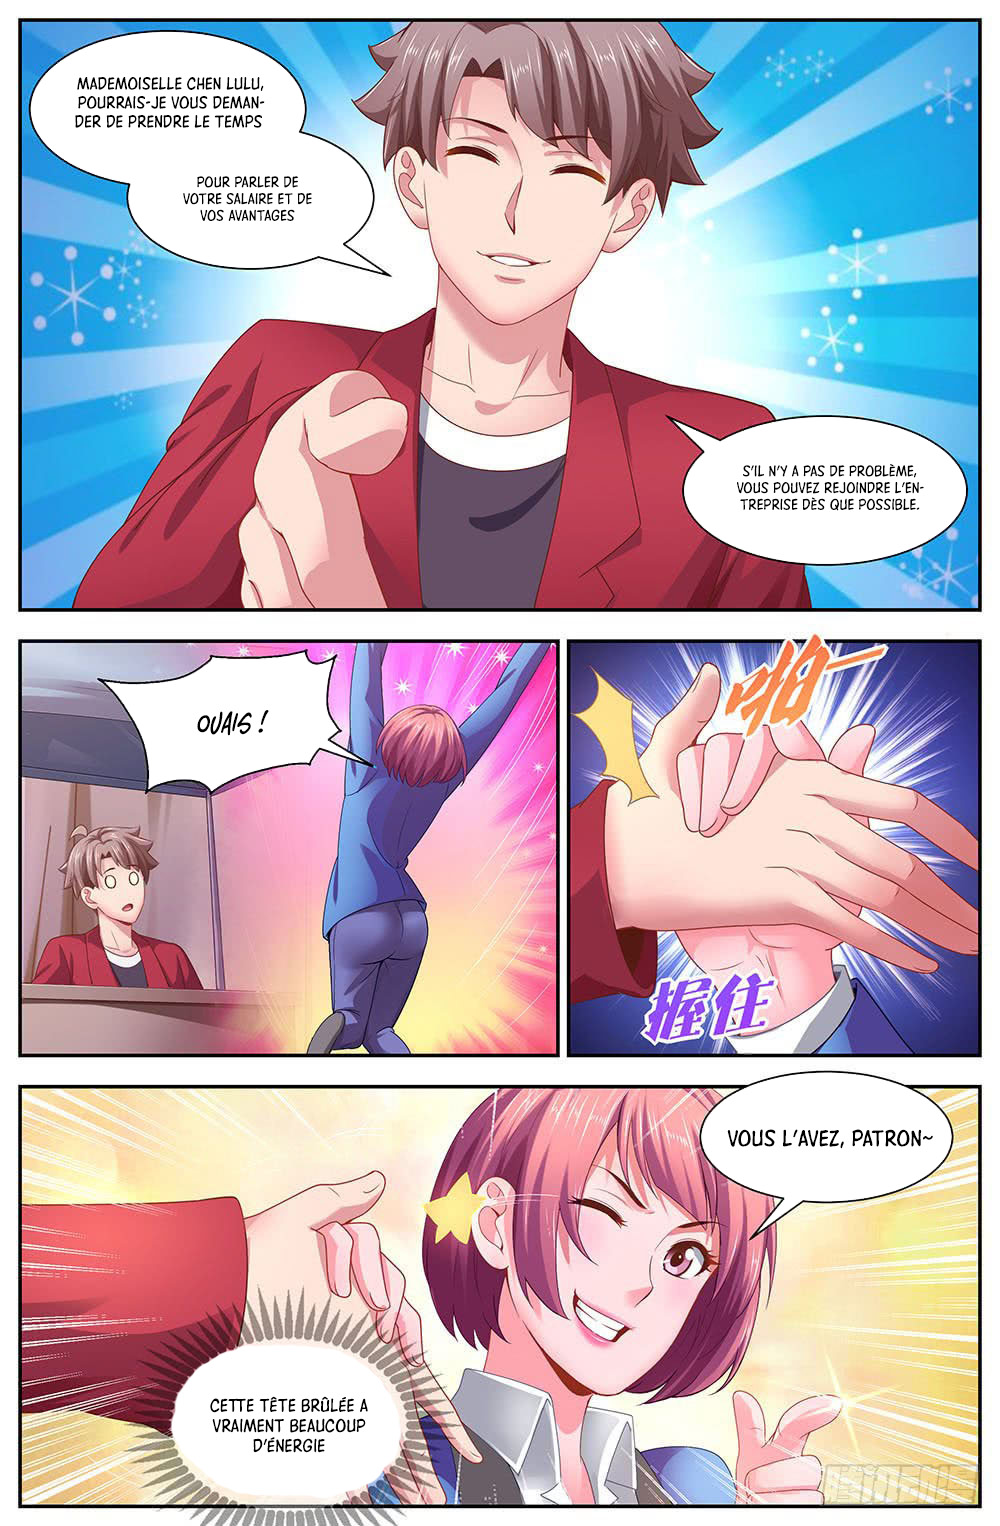 MADEMOISELLE CHEN LULU,
POURRAIS-JE VOUS DEMAN-
DER DE PRENDRE LE TEMPS
POUR PARLER DE
VOTRE SALAIRE ET DE
VOS AVANTAGES
S'IL N'Y A PAS DE PROBLÈME,
VOUS POUVEZ REJOINDRE L'EN-
TREPRISE DÈS QUE POSSIBLE.
OUAIS !
啪一
握住
VOUS L'AVEZ, PATRON~
CETTE TÊTE BRÛLÉE A
VRAIMENT BEAUCOUP
D'ÉNERGIE